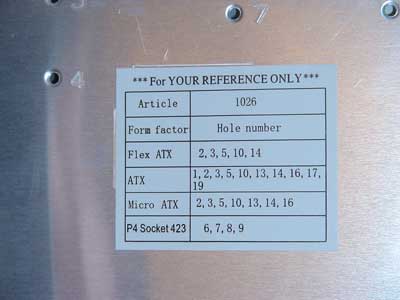 3 7
4
***For YOUR REFERENCE ONLY***
Article 1026
Form factor Hole number
Flex ATX 2,3,5,10,14
ATX 1,2,3,5,10,13,14,16,17,
19
Micro ATX 2,3,5,10,13,14,16
P4 Socket 423 6,7,8,9